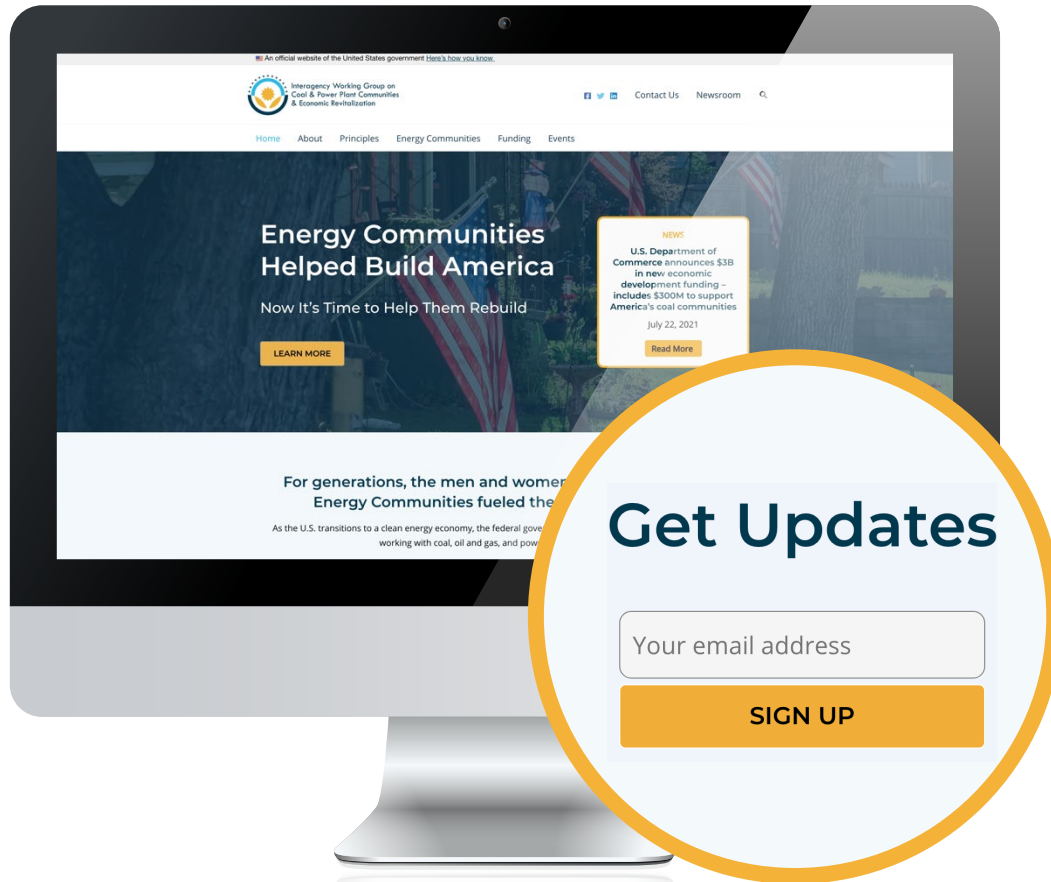 An official website of the United States government Here's how you know.
Interagency Working Group on
Coal & Power Plant Communities
& Economic Revitalization
Contact Us Newsroom
Home About Principles Energy Communities Funding Events
Energy Communities
Helped Build America
Now It's Time to Help Them Rebuild
LEARN MORE
NEWS
U.S. Department of
Commerce announces $3B
in new economic
development funding –
includes $300M to support
America's coal communities
July 22, 2021
Read More
For generations, the men and women
Energy Communities fueled the
As the U.S. transitions to a clean energy economy, the federal gove
working with coal, oil and gas, and pow
Get Updates
Your email address
SIGN UP